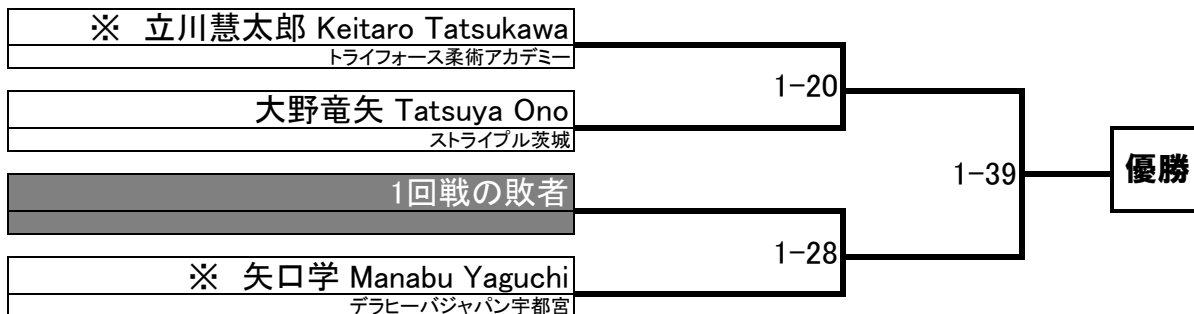 ※ 立川慧太郎 Keitaro Tatsukawa
トライフォース柔術アカデミー
1-20
大野竜矢 Tatsuya Ono
ストライプル茨城
1-39
優勝
1回戦の敗者
1-28
※ 矢口学 Manabu Yaguchi
デラヒーバジャパン宇都宮